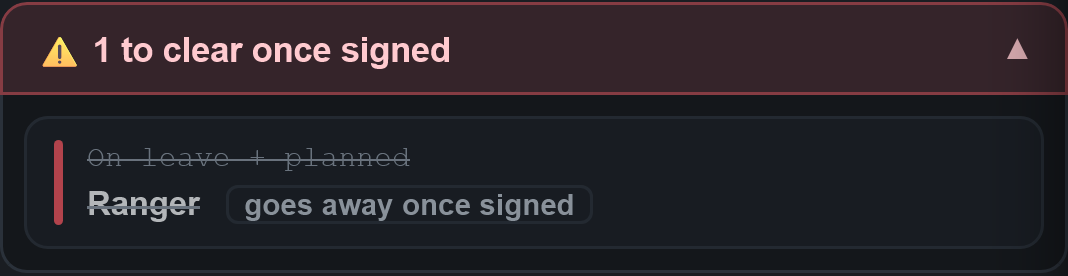 ⚠️ 1 to clear once signed ▲
On leave + planned
Ranger goes away once signed